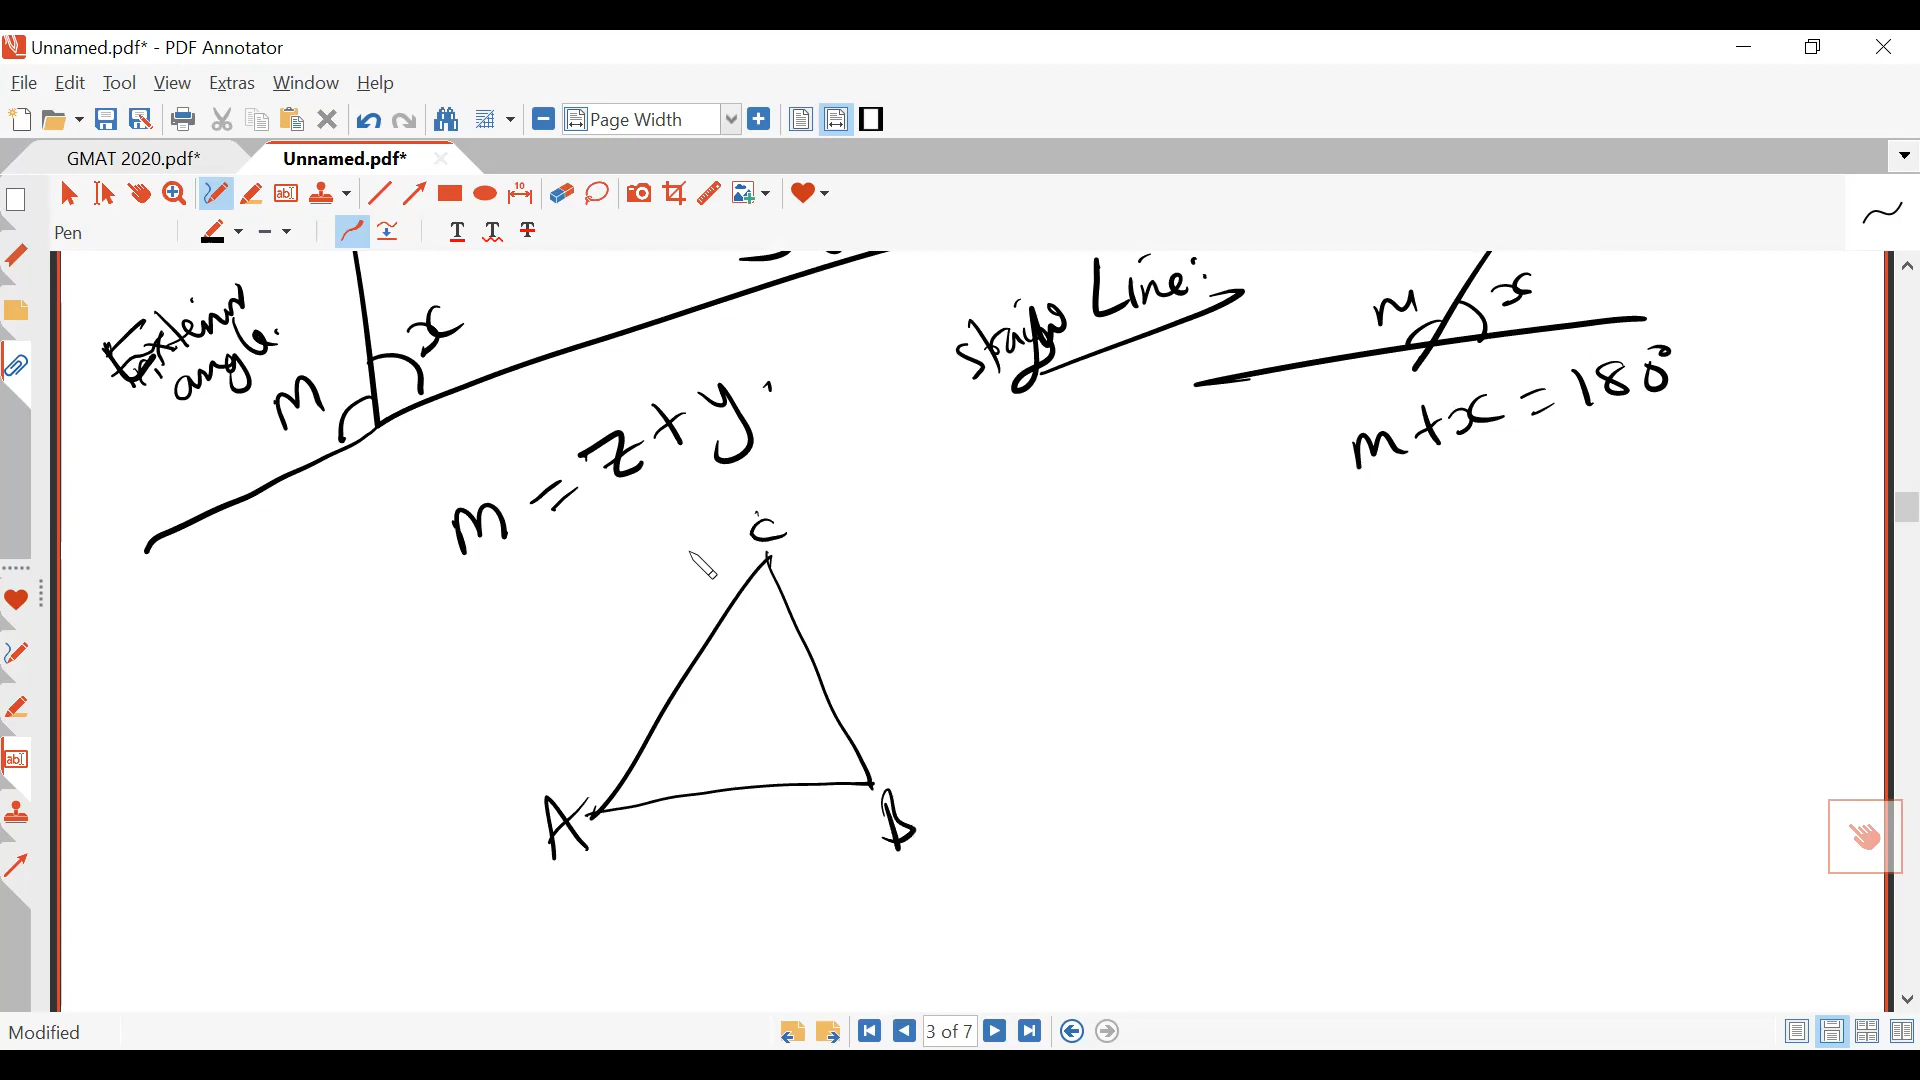 Unnamed.pdf* - PDF Annotator
File Edit Tool View Extras Window Help
Page Width
GMAT 2020.pdf* Unnamed.pdf*
Pen
Exterior
angle.
x
M
m = z + y
Line:
m x
m + x = 180°
C
A
B
Modified
3 of 7